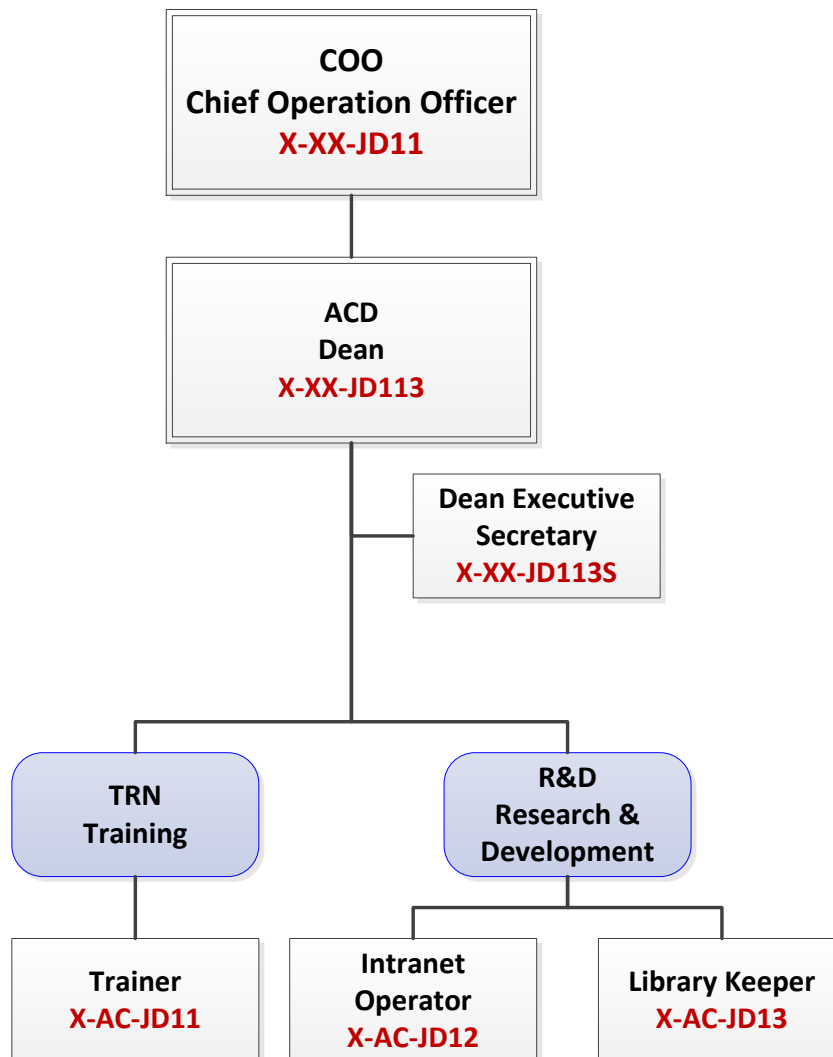 COO
Chief Operation Officer
X-XX-JD11
ACD
Dean
X-XX-JD113
Dean Executive
Secretary
X-XX-JD113S
TRN
Training
R&D
Research &
Development
Trainer
X-AC-JD11
Intranet
Operator
X-AC-JD12
Library Keeper
X-AC-JD13